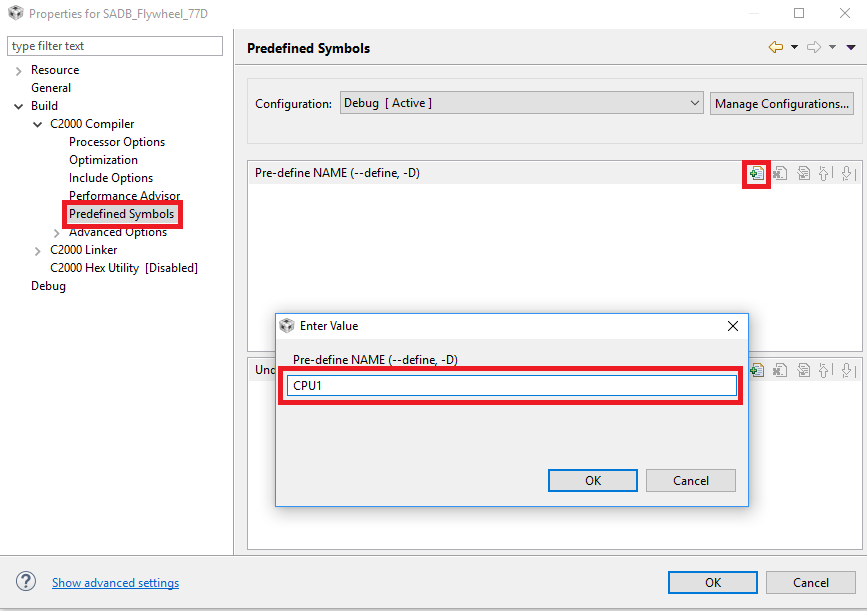 Properties for SADB_Flywheel_77D
type filter text
Resource
General
Build
C2000 Compiler
Processor Options
Optimization
Include Options
Performance Advisor
Predefined Symbols
Advanced Options
C2000 Linker
C2000 Hex Utility [Disabled]
Debug
Predefined Symbols
Configuration: Debug [ Active ] Manage Configurations...
Pre-define NAME (--define, -D)
Enter Value
Pre-define NAME (--define, -D)
CPU1
OK Cancel
Show advanced settings
OK Cancel